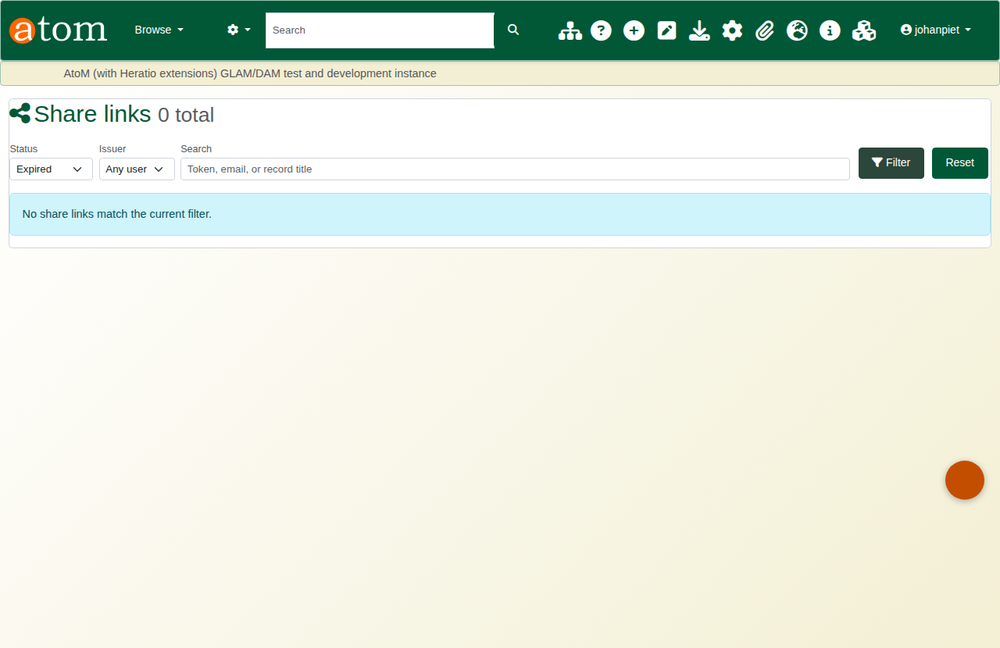 atom
Browse
Search
johanpiet
AtoM (with Heratio extensions) GLAM/DAM test and development instance
Share links 0 total
Status
Issuer
Search
Expired
Any user
Token, email, or record title
Filter
Reset
No share links match the current filter.